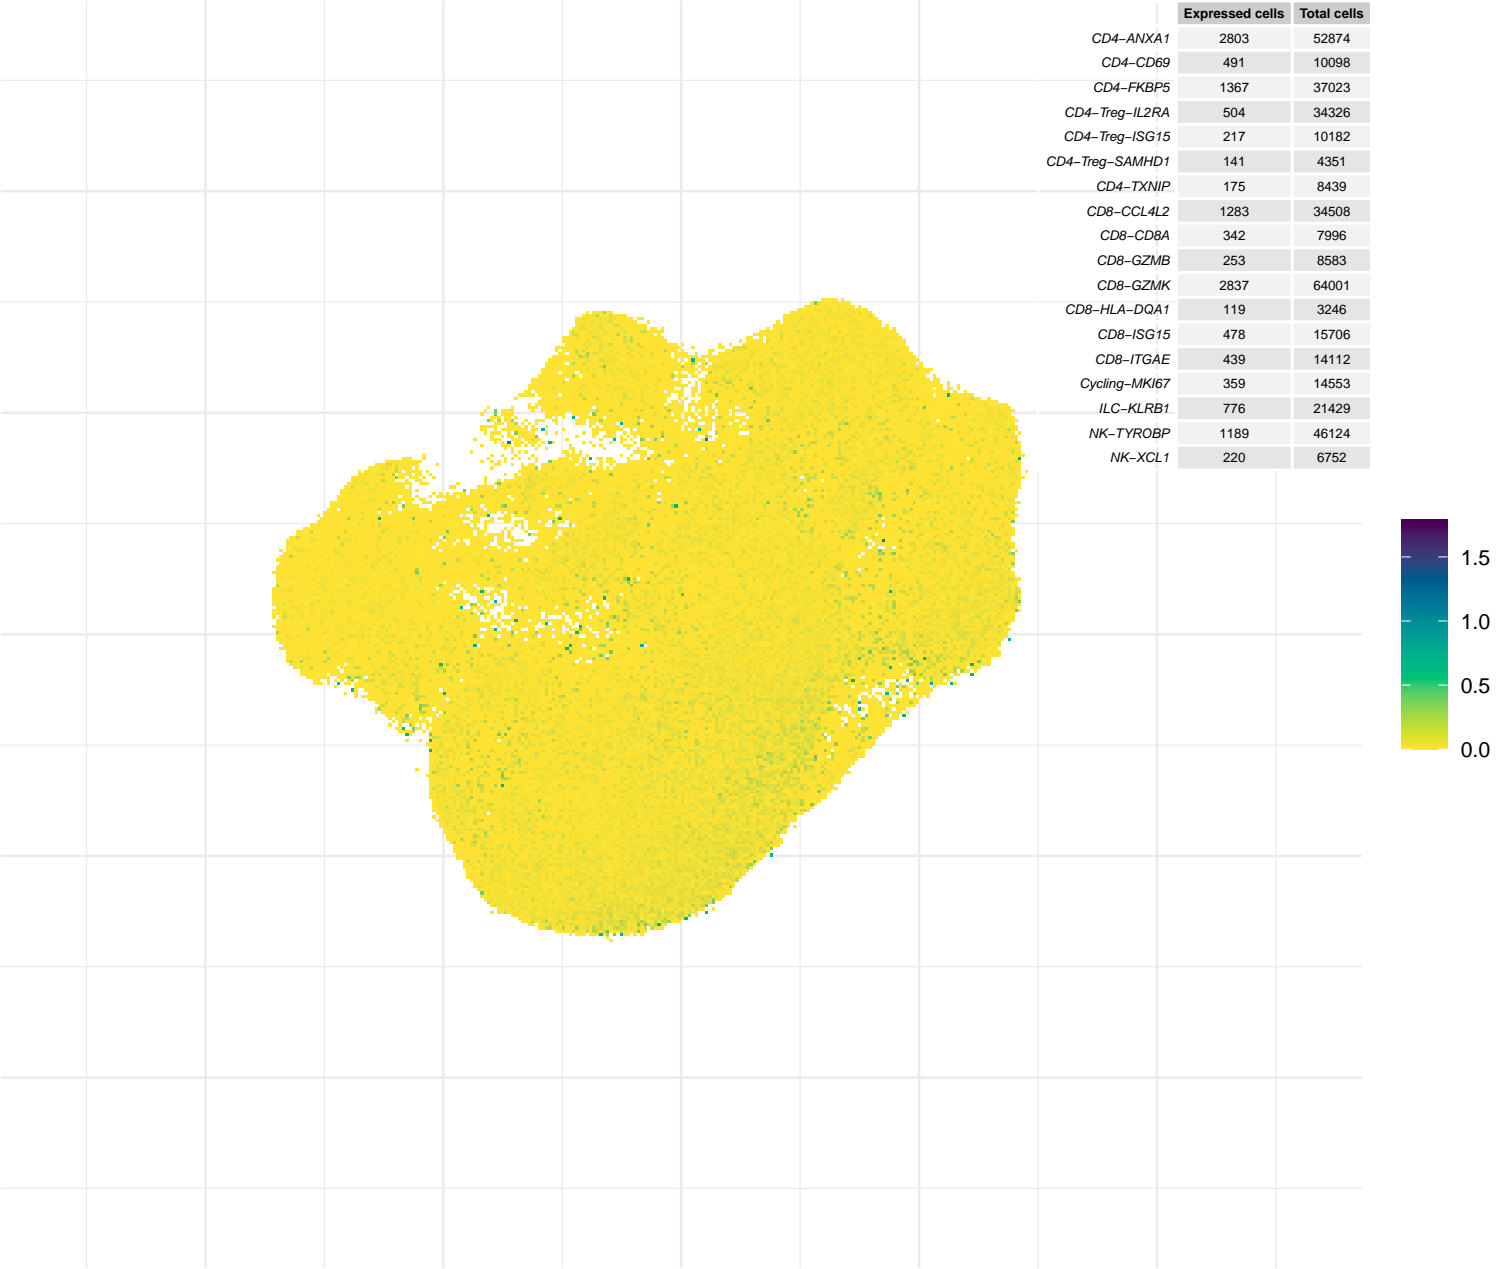 Expressed cells Total cells
CD4−ANXA1 2803 52874
CD4−CD69 491 10098
CD4−FKBP5 1367 37023
CD4−Treg−IL2RA 504 34326
CD4−Treg−ISG15 217 10182
CD4−Treg−SAMHD1 141 4351
CD4−TXNIP 175 8439
CD8−CCL4L2 1283 34508
CD8−CD8A 342 7996
CD8−GZMB 253 8583
CD8−GZMK 2837 64001
CD8−HLA−DQA1 119 3246
CD8−ISG15 478 15706
CD8−ITGAE 439 14112
Cycling−MKI67 359 14553
ILC−KLRB1 776 21429
NK−TYROBP 1189 46124
NK−XCL1 220 6752
1.5
1.0
0.5
0.0